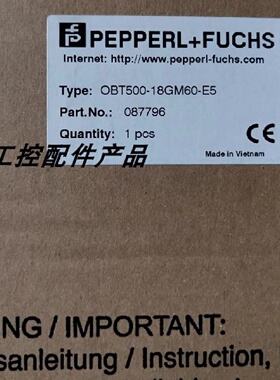 PEPPERL+FUCHS
Internet: http://www.pepperl-fuchs.com
Type: OBT500-18GM60-E5
Part.No.: 087796
Quantity: 1 pcs
CE
Made in Vietnam
工控配件产品
NG / IMPORTANT:
sanleitung / Instruction,